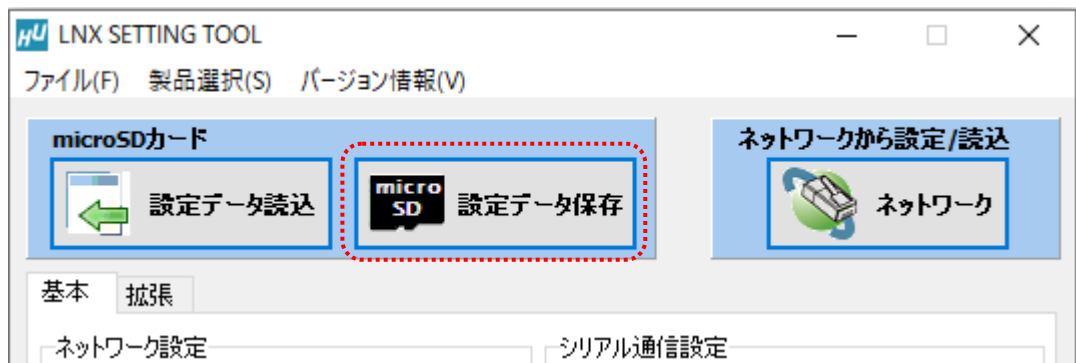 HU LNX SETTING TOOL
ファイル(F) 製品選択(S) バージョン情報(V)
microSDカード
設定データ読込
micro
SD
設定データ保存
ネットワークから設定/読込
ネットワーク
基本 拡張
ネットワーク設定
シリアル通信設定